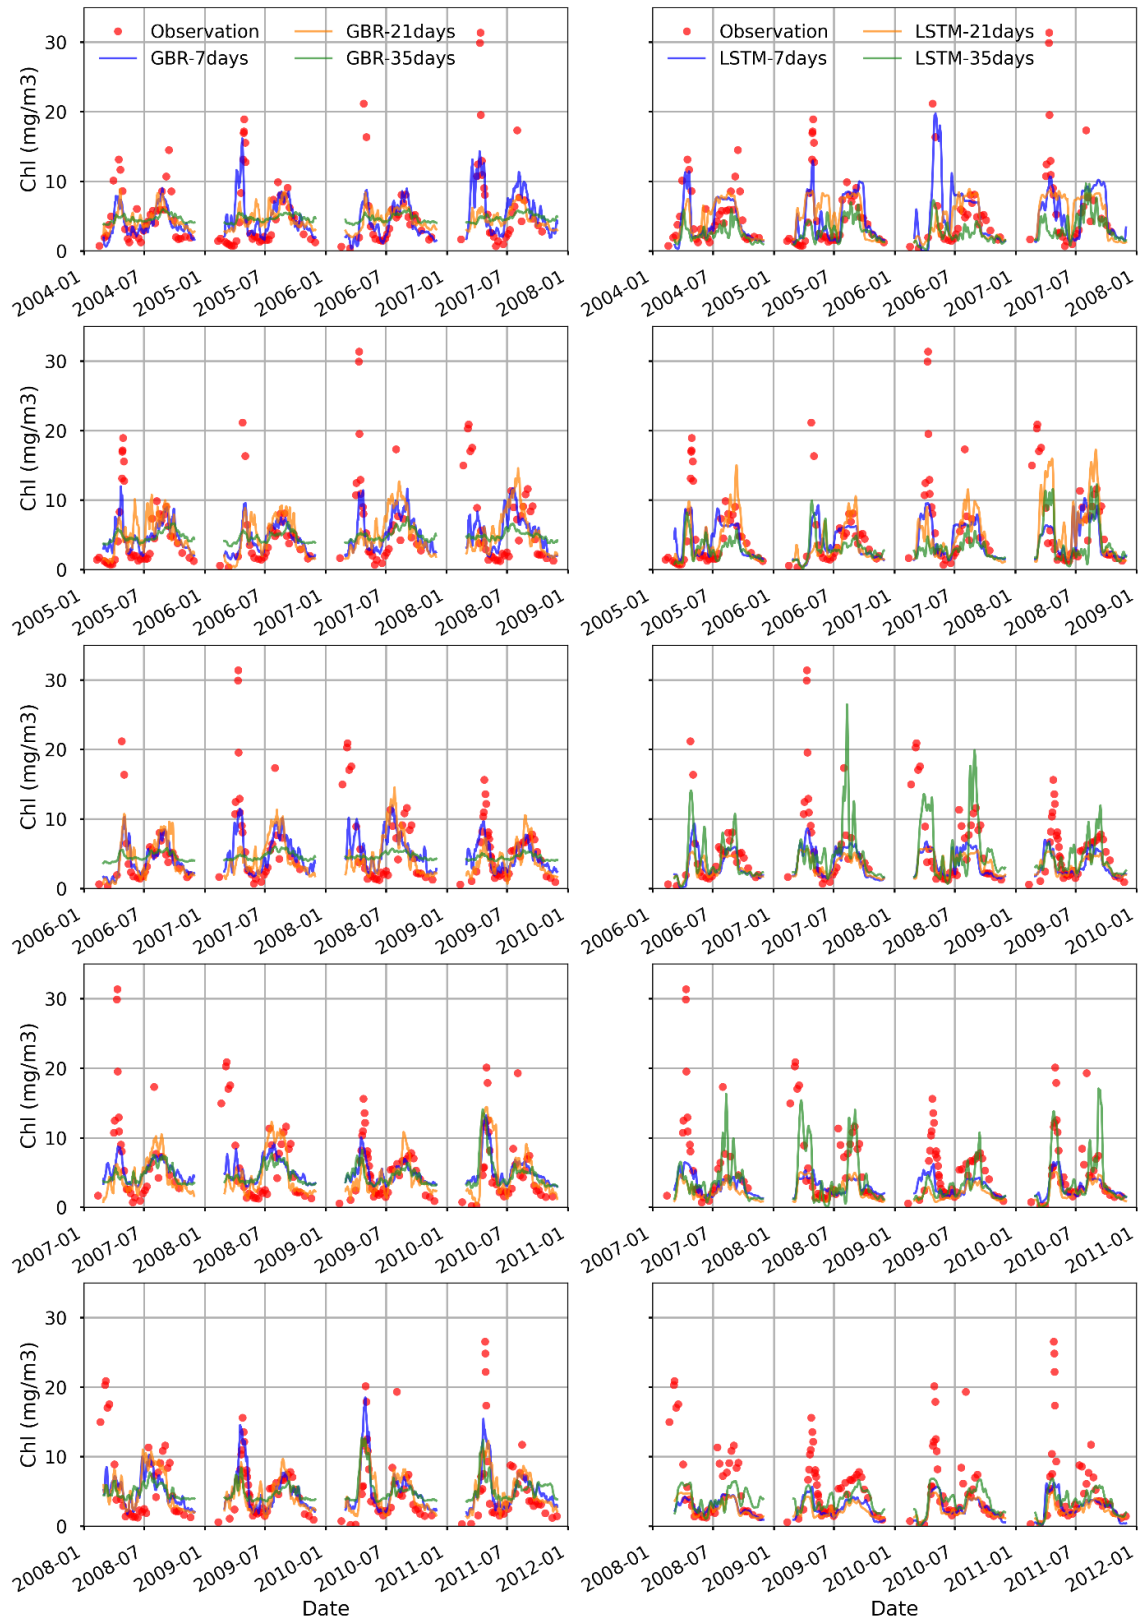 Observation GBR-21days
GBR-7days GBR-35days
Observation LSTM-21days
LSTM-7days LSTM-35days
Chl (mg/m3)
30
20
10
0
2004-01 2004-07 2005-01 2005-07 2006-01 2006-07 2007-01 2007-07 2008-01
2004-01 2004-07 2005-01 2005-07 2006-01 2006-07 2007-01 2007-07 2008-01
Chl (mg/m3)
30
20
10
0
2005-01 2005-07 2006-01 2006-07 2007-01 2007-07 2008-01 2008-07 2009-01
2005-01 2005-07 2006-01 2006-07 2007-01 2007-07 2008-01 2008-07 2009-01
Chl (mg/m3)
30
20
10
0
2006-01 2006-07 2007-01 2007-07 2008-01 2008-07 2009-01 2009-07 2010-01
2006-01 2006-07 2007-01 2007-07 2008-01 2008-07 2009-01 2009-07 2010-01
Chl (mg/m3)
30
20
10
0
2007-01 2007-07 2008-01 2008-07 2009-01 2009-07 2010-01 2010-07 2011-01
2007-01 2007-07 2008-01 2008-07 2009-01 2009-07 2010-01 2010-07 2011-01
Chl (mg/m3)
30
20
10
0
2008-01 2008-07 2009-01 2009-07 2010-01 2010-07 2011-01 2011-07 2012-01
2008-01 2008-07 2009-01 2009-07 2010-01 2010-07 2011-01 2011-07 2012-01
Date
Date